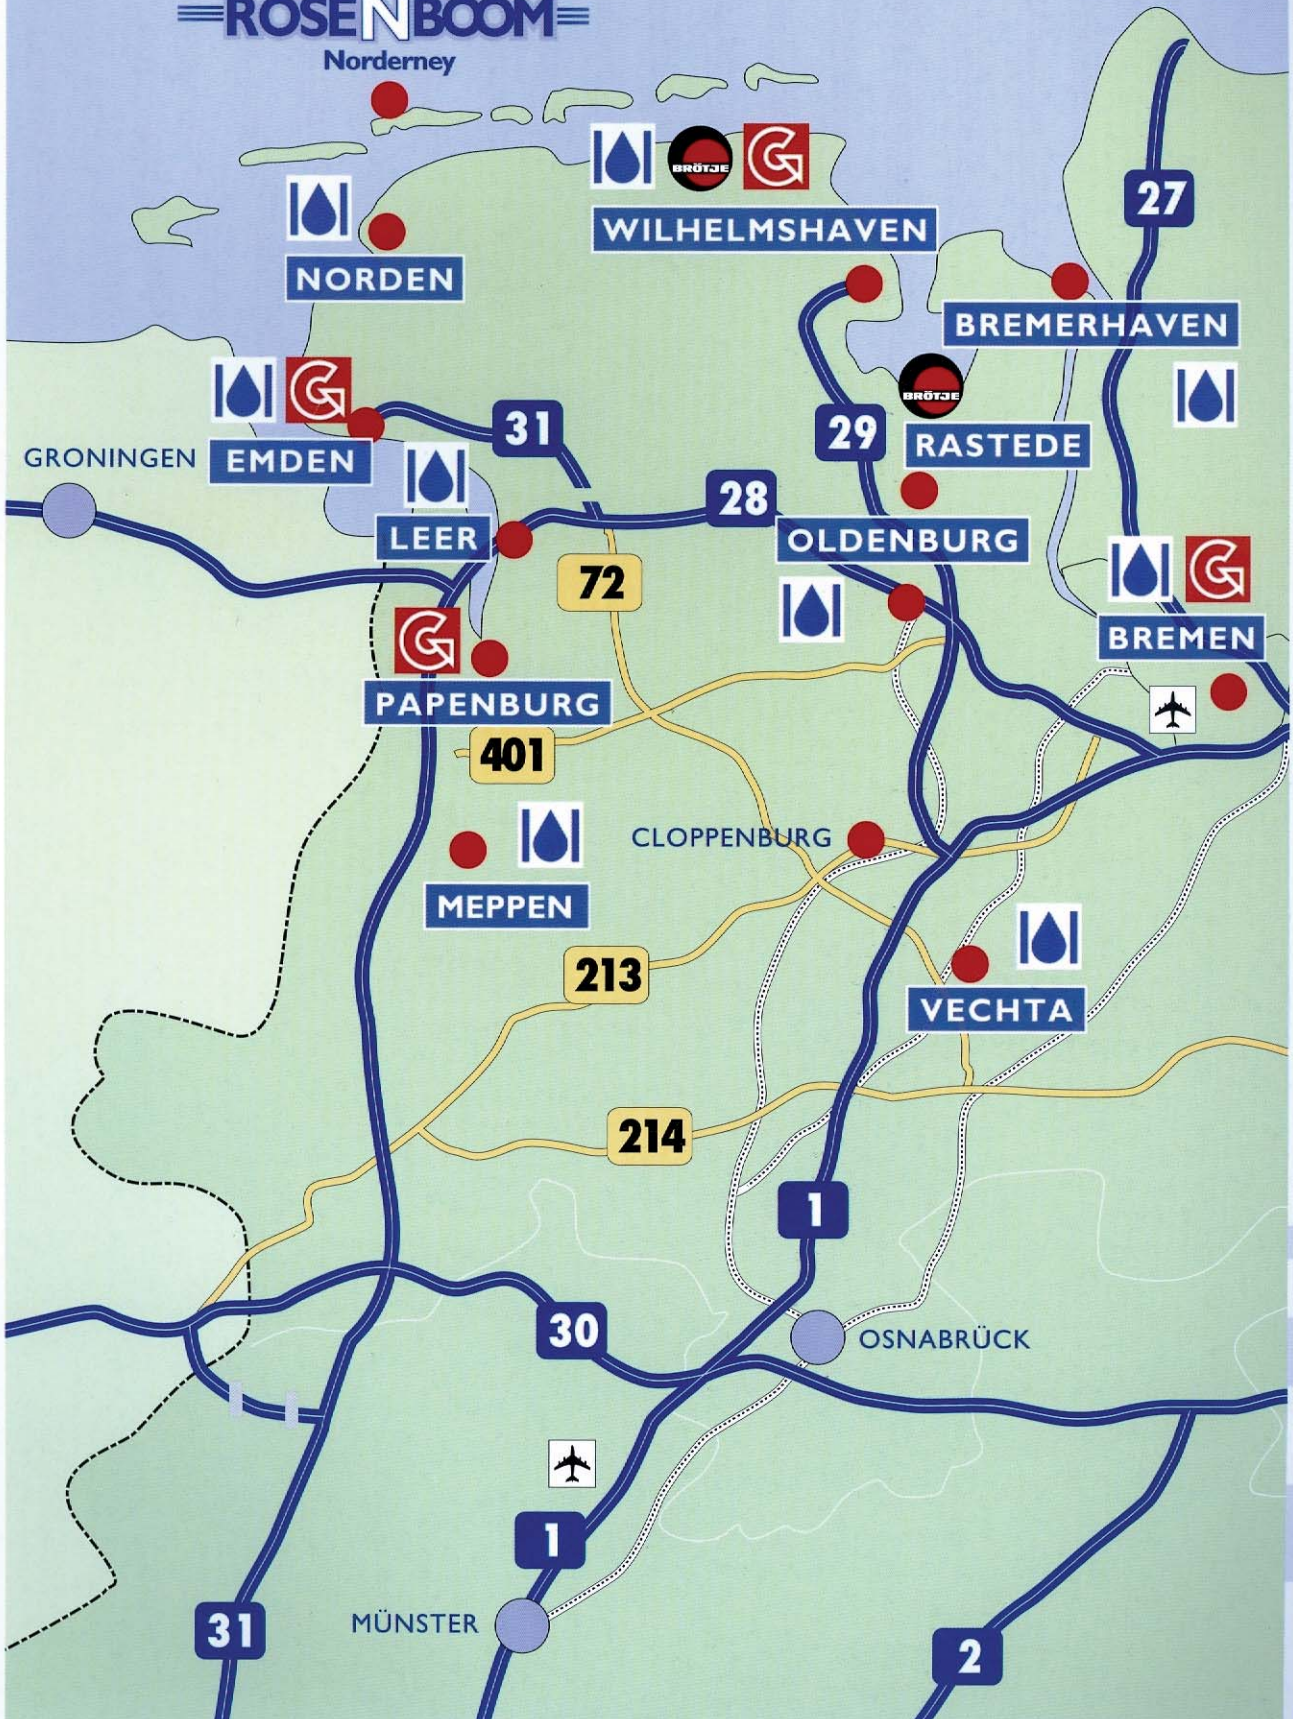 ROSENBOOM
Norderney
BRÖTJE
WILHELMSHAVEN
27
NORDEN
BREMERHAVEN
BRÖTJE
31
29
RASTEDE
GRONINGEN
EMDEN
28
LEER
OLDENBURG
72
BREMEN
PAPENBURG
401
CLOPPENBURG
MEPPEN
213
VECHTA
214
1
30
OSNABRÜCK
1
31
MÜNSTER
2